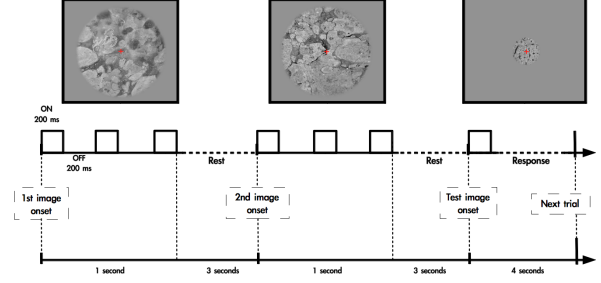 ON
200 ms
OFF
200 ms
Rest
Rest
Response
1st image
onset
2nd image
onset
Test image
onset
Next trial
1 second
3 seconds
1 second
3 seconds
4 seconds